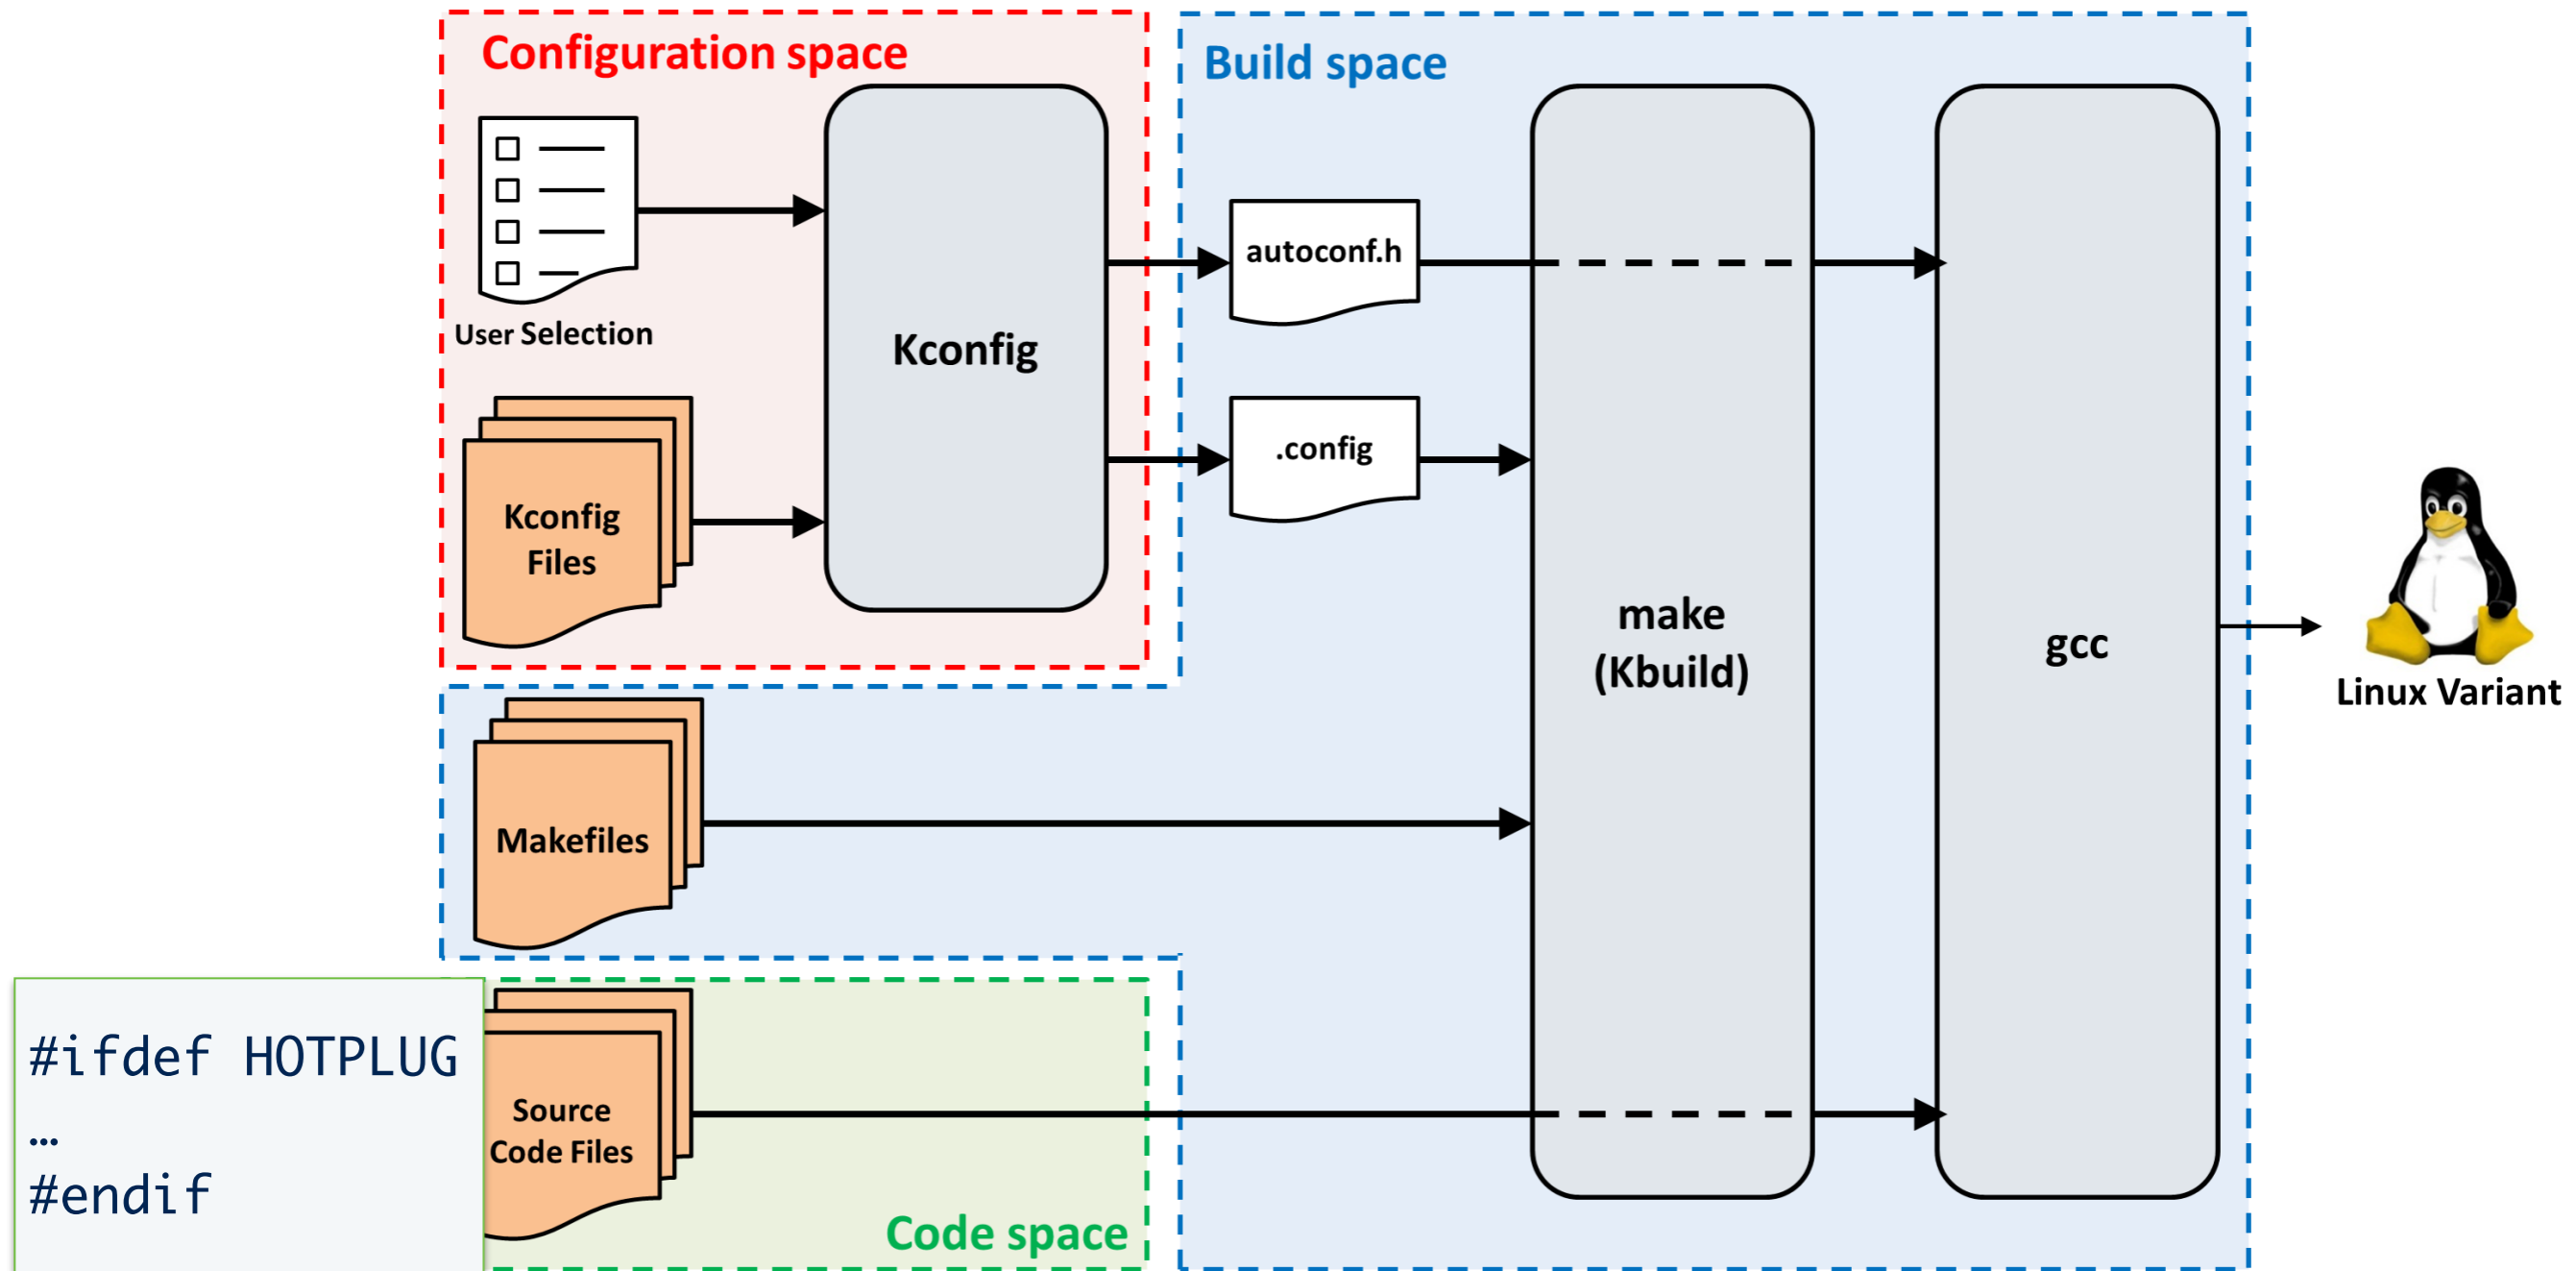 Configuration space
User Selection
Kconfig
Files
Kconfig
Build space
autoconf.h
.config
make
(Kbuild)
gcc
Linux Variant
Makefiles
#ifdef HOTPLUG
…
#endif
Source
Code Files
Code space